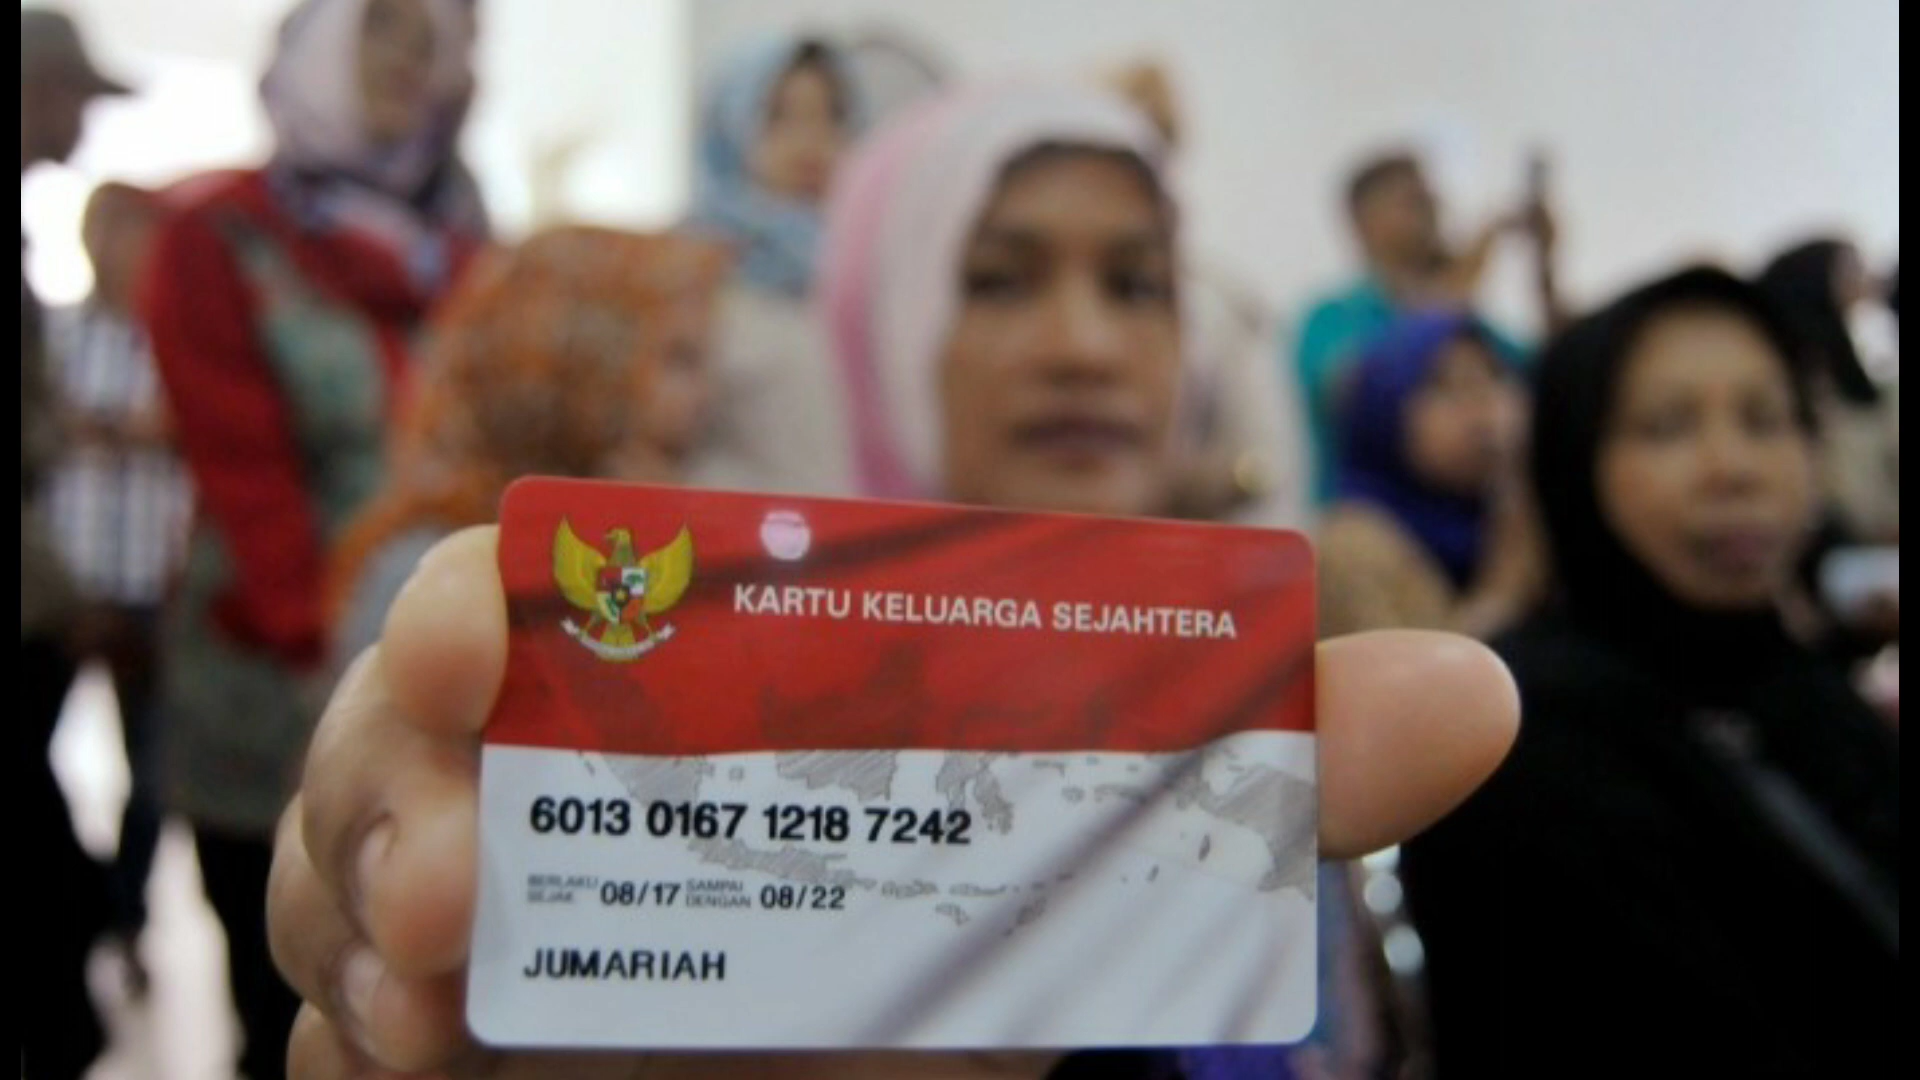 KARTU KELUARGA SEJAHTERA
6013 0167 1218 7242
BERLAKU SEJAK 08/17 SAMPAI DENGAN 08/22
JUMARIAH